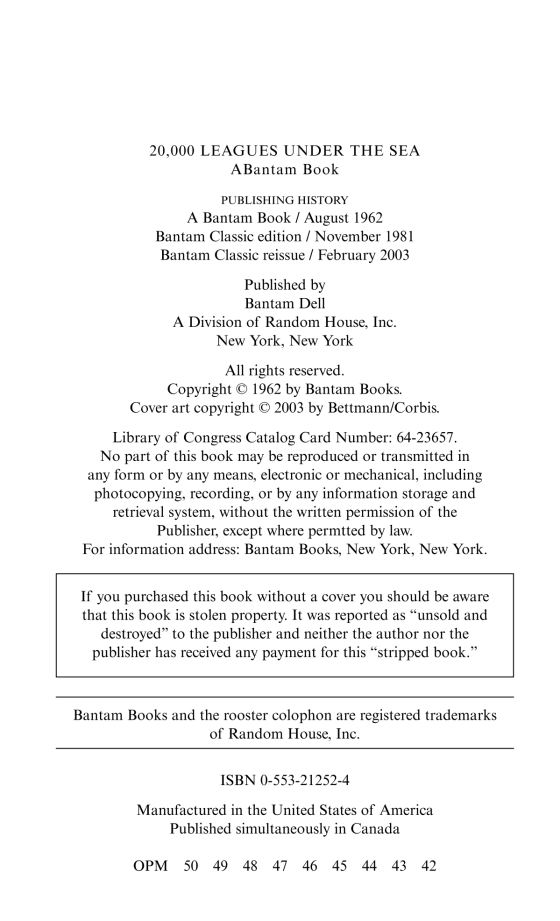 20,000 LEAGUES UNDER THE SEA
ABantam Book
PUBLISHING HISTORY
A Bantam Book / August 1962
Bantam Classic edition / November 1981
Bantam Classic reissue / February 2003
Published by
Bantam Dell
A Division of Random House, Inc.
New York, New York
All rights reserved.
Copyright © 1962 by Bantam Books.
Cover art copyright © 2003 by Bettmann/Corbis.
Library of Congress Catalog Card Number: 64-23657.
No part of this book may be reproduced or transmitted in
any form or by any means, electronic or mechanical, including
photocopying, recording, or by any information storage and
retrieval system, without the written permission of the
Publisher, except where permtted by law.
For information address: Bantam Books, New York, New York.
If you purchased this book without a cover you should be aware
that this book is stolen property. It was reported as “unsold and
destroyed” to the publisher and neither the author nor the
publisher has received any payment for this “stripped book.”
Bantam Books and the rooster colophon are registered trademarks
of Random House, Inc.
ISBN 0-553-21252-4
Manufactured in the United States of America
Published simultaneously in Canada
OPM 50 49 48 47 46 45 44 43 42